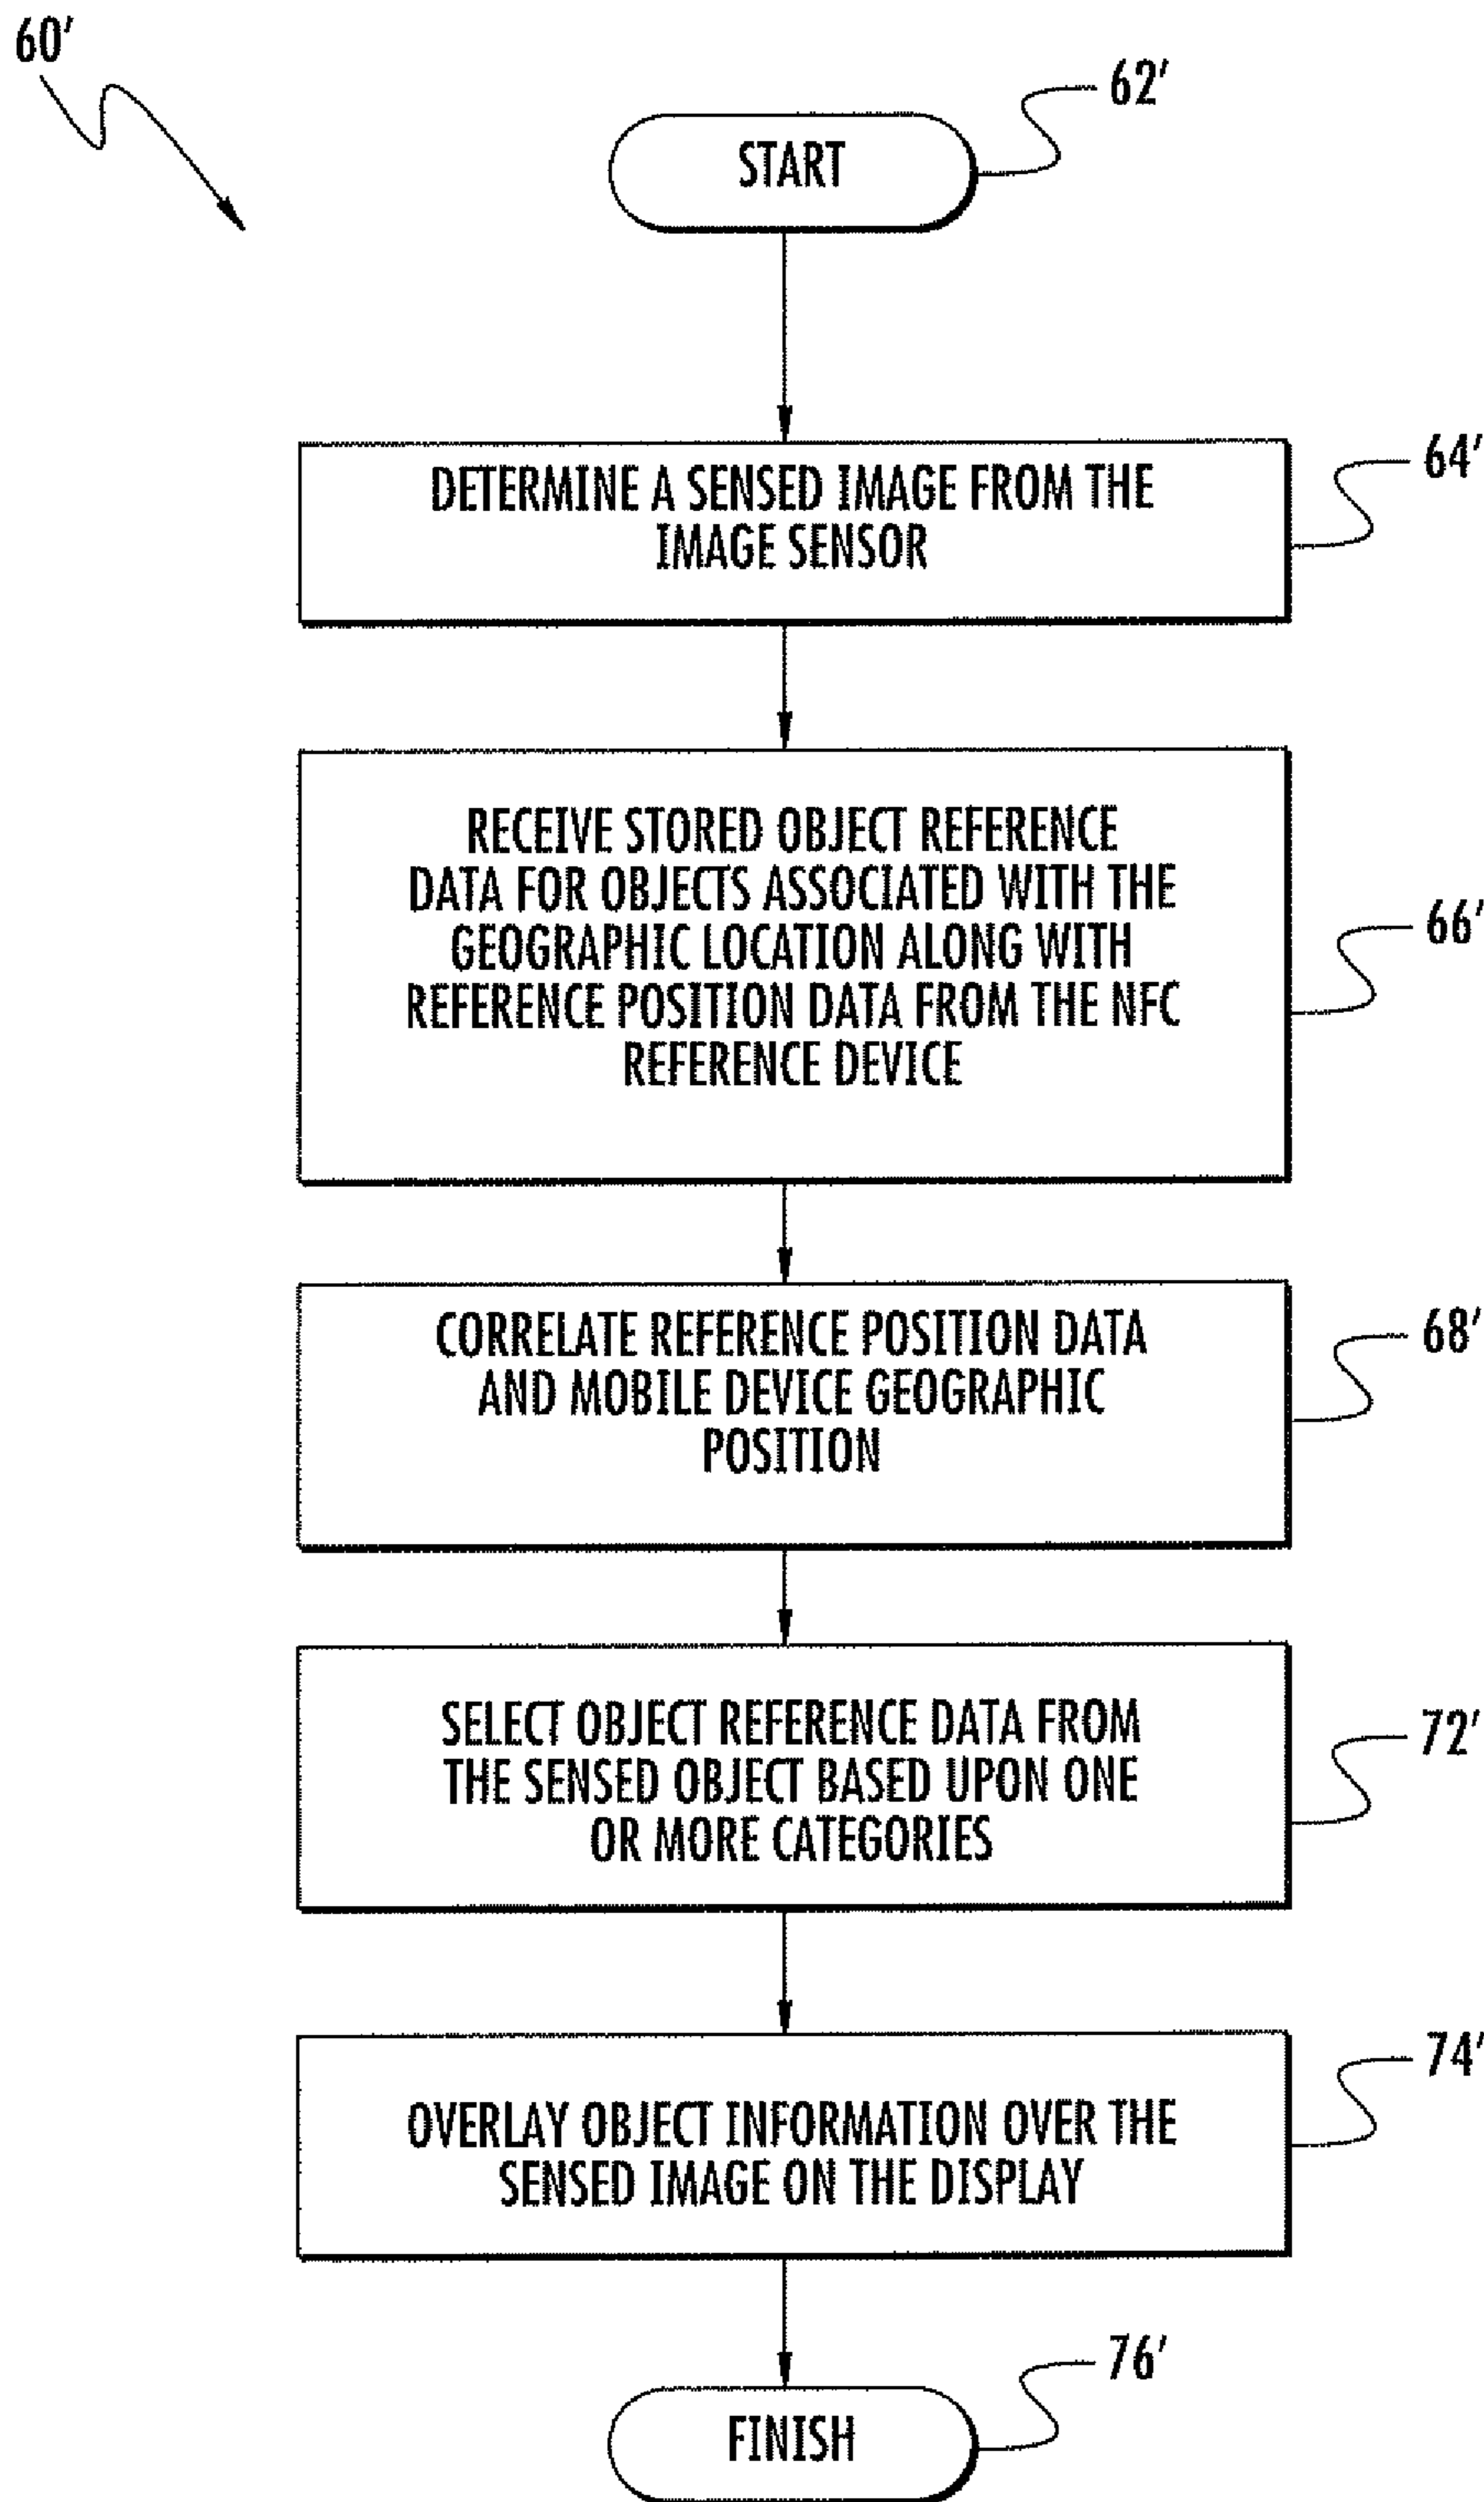 60'
62'
START
64'
DETERMINE A SENSED IMAGE FROM THE
IMAGE SENSOR
66'
RECEIVE STORED OBJECT REFERENCE
DATA FOR OBJECTS ASSOCIATED WITH THE
GEOGRAPHIC LOCATION ALONG WITH
REFERENCE POSITION DATA FROM THE NFC
REFERENCE DEVICE
68'
CORRELATE REFERENCE POSITION DATA
AND MOBILE DEVICE GEOGRAPHIC
POSITION
72'
SELECT OBJECT REFERENCE DATA FROM
THE SENSED OBJECT BASED UPON ONE
OR MORE CATEGORIES
74'
OVERLAY OBJECT INFORMATION OVER THE
SENSED IMAGE ON THE DISPLAY
76'
FINISH